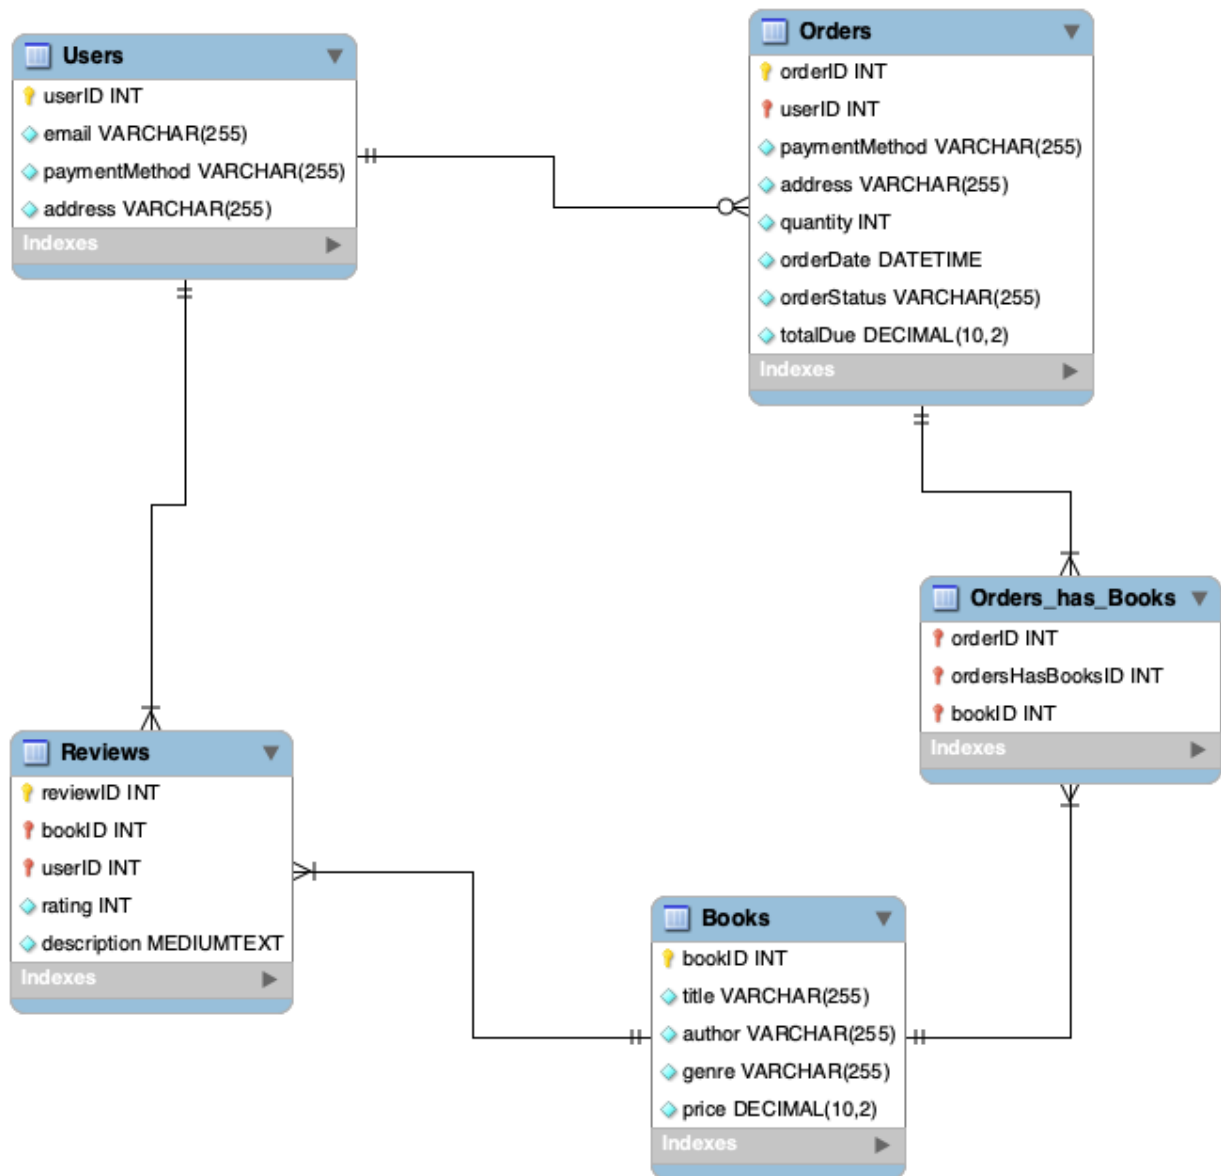 Users
userID INT
email VARCHAR(255)
paymentMethod VARCHAR(255)
address VARCHAR(255)
Indexes
Orders
orderID INT
userID INT
paymentMethod VARCHAR(255)
address VARCHAR(255)
quantity INT
orderDate DATETIME
orderStatus VARCHAR(255)
totalDue DECIMAL(10,2)
Indexes
Orders_has_Books
orderID INT
ordersHasBooksID INT
bookID INT
Indexes
Reviews
reviewID INT
bookID INT
userID INT
rating INT
description MEDIUMTEXT
Indexes
Books
bookID INT
title VARCHAR(255)
author VARCHAR(255)
genre VARCHAR(255)
price DECIMAL(10,2)
Indexes